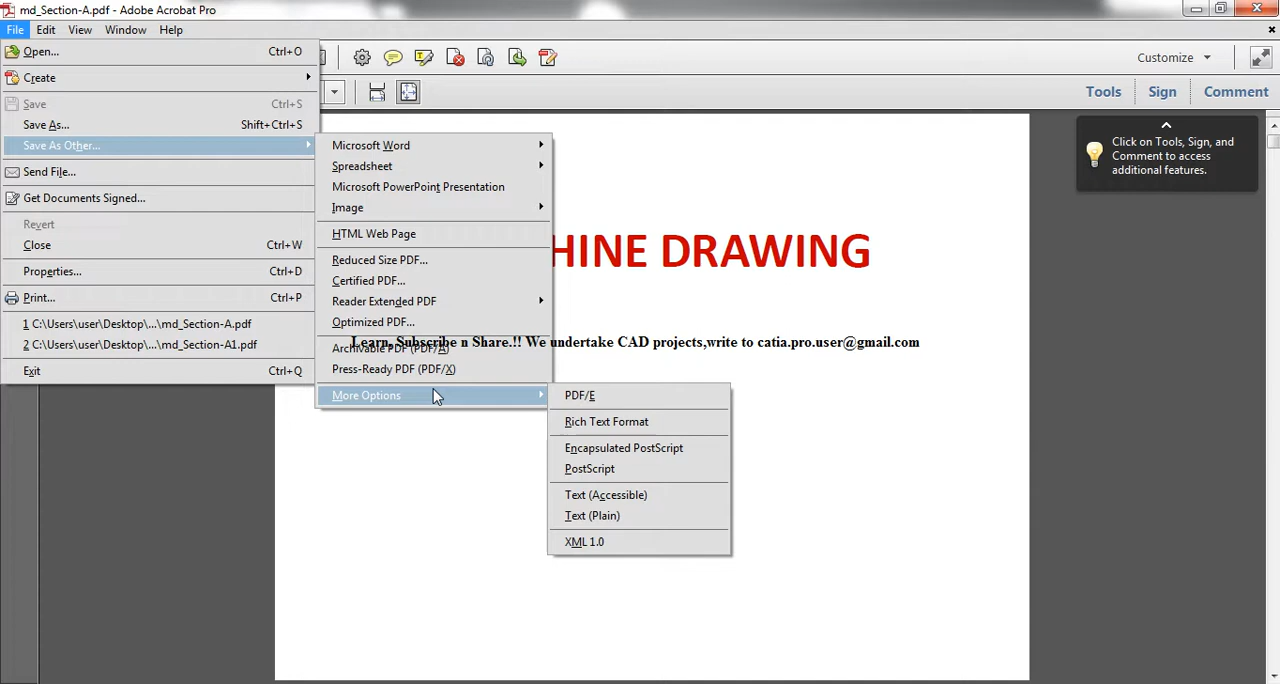 md_Section-A.pdf - Adobe Acrobat Pro
File Edit View Window Help
Open... Ctrl+O
Create
Save Ctrl+S
Save As... Shift+Ctrl+S
Save As Other...
Send File...
Get Documents Signed...
Revert
Close Ctrl+W
Properties... Ctrl+D
Print... Ctrl+P
1 C:\Users\user\Desktop\...\md_Section-A.pdf
2 C:\Users\user\Desktop\...\md_Section-A1.pdf
Exit Ctrl+Q
Microsoft Word
Spreadsheet
Microsoft PowerPoint Presentation
Image
HTML Web Page
Reduced Size PDF...
Certified PDF...
Reader Extended PDF
Optimized PDF...
Archivable PDF (PDF/A)
Press-Ready PDF (PDF/X)
More Options
PDF/E
Rich Text Format
Encapsulated PostScript
PostScript
Text (Accessible)
Text (Plain)
XML 1.0
Customize
Tools Sign Comment
Click on Tools, Sign, and
Comment to access
additional features.
HINE DRAWING
Learn, Subscribe n Share.!! We undertake CAD projects,write to catia.pro.user@gmail.com